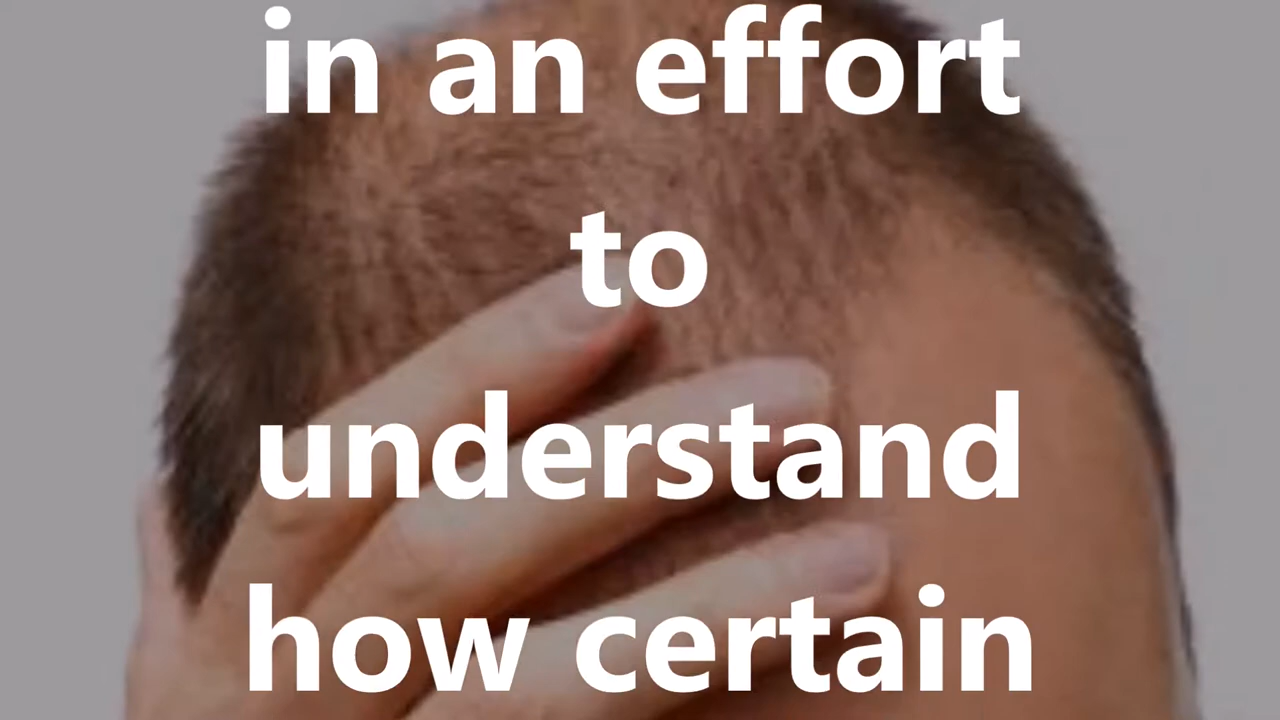 in an effort
to
understand
how certain